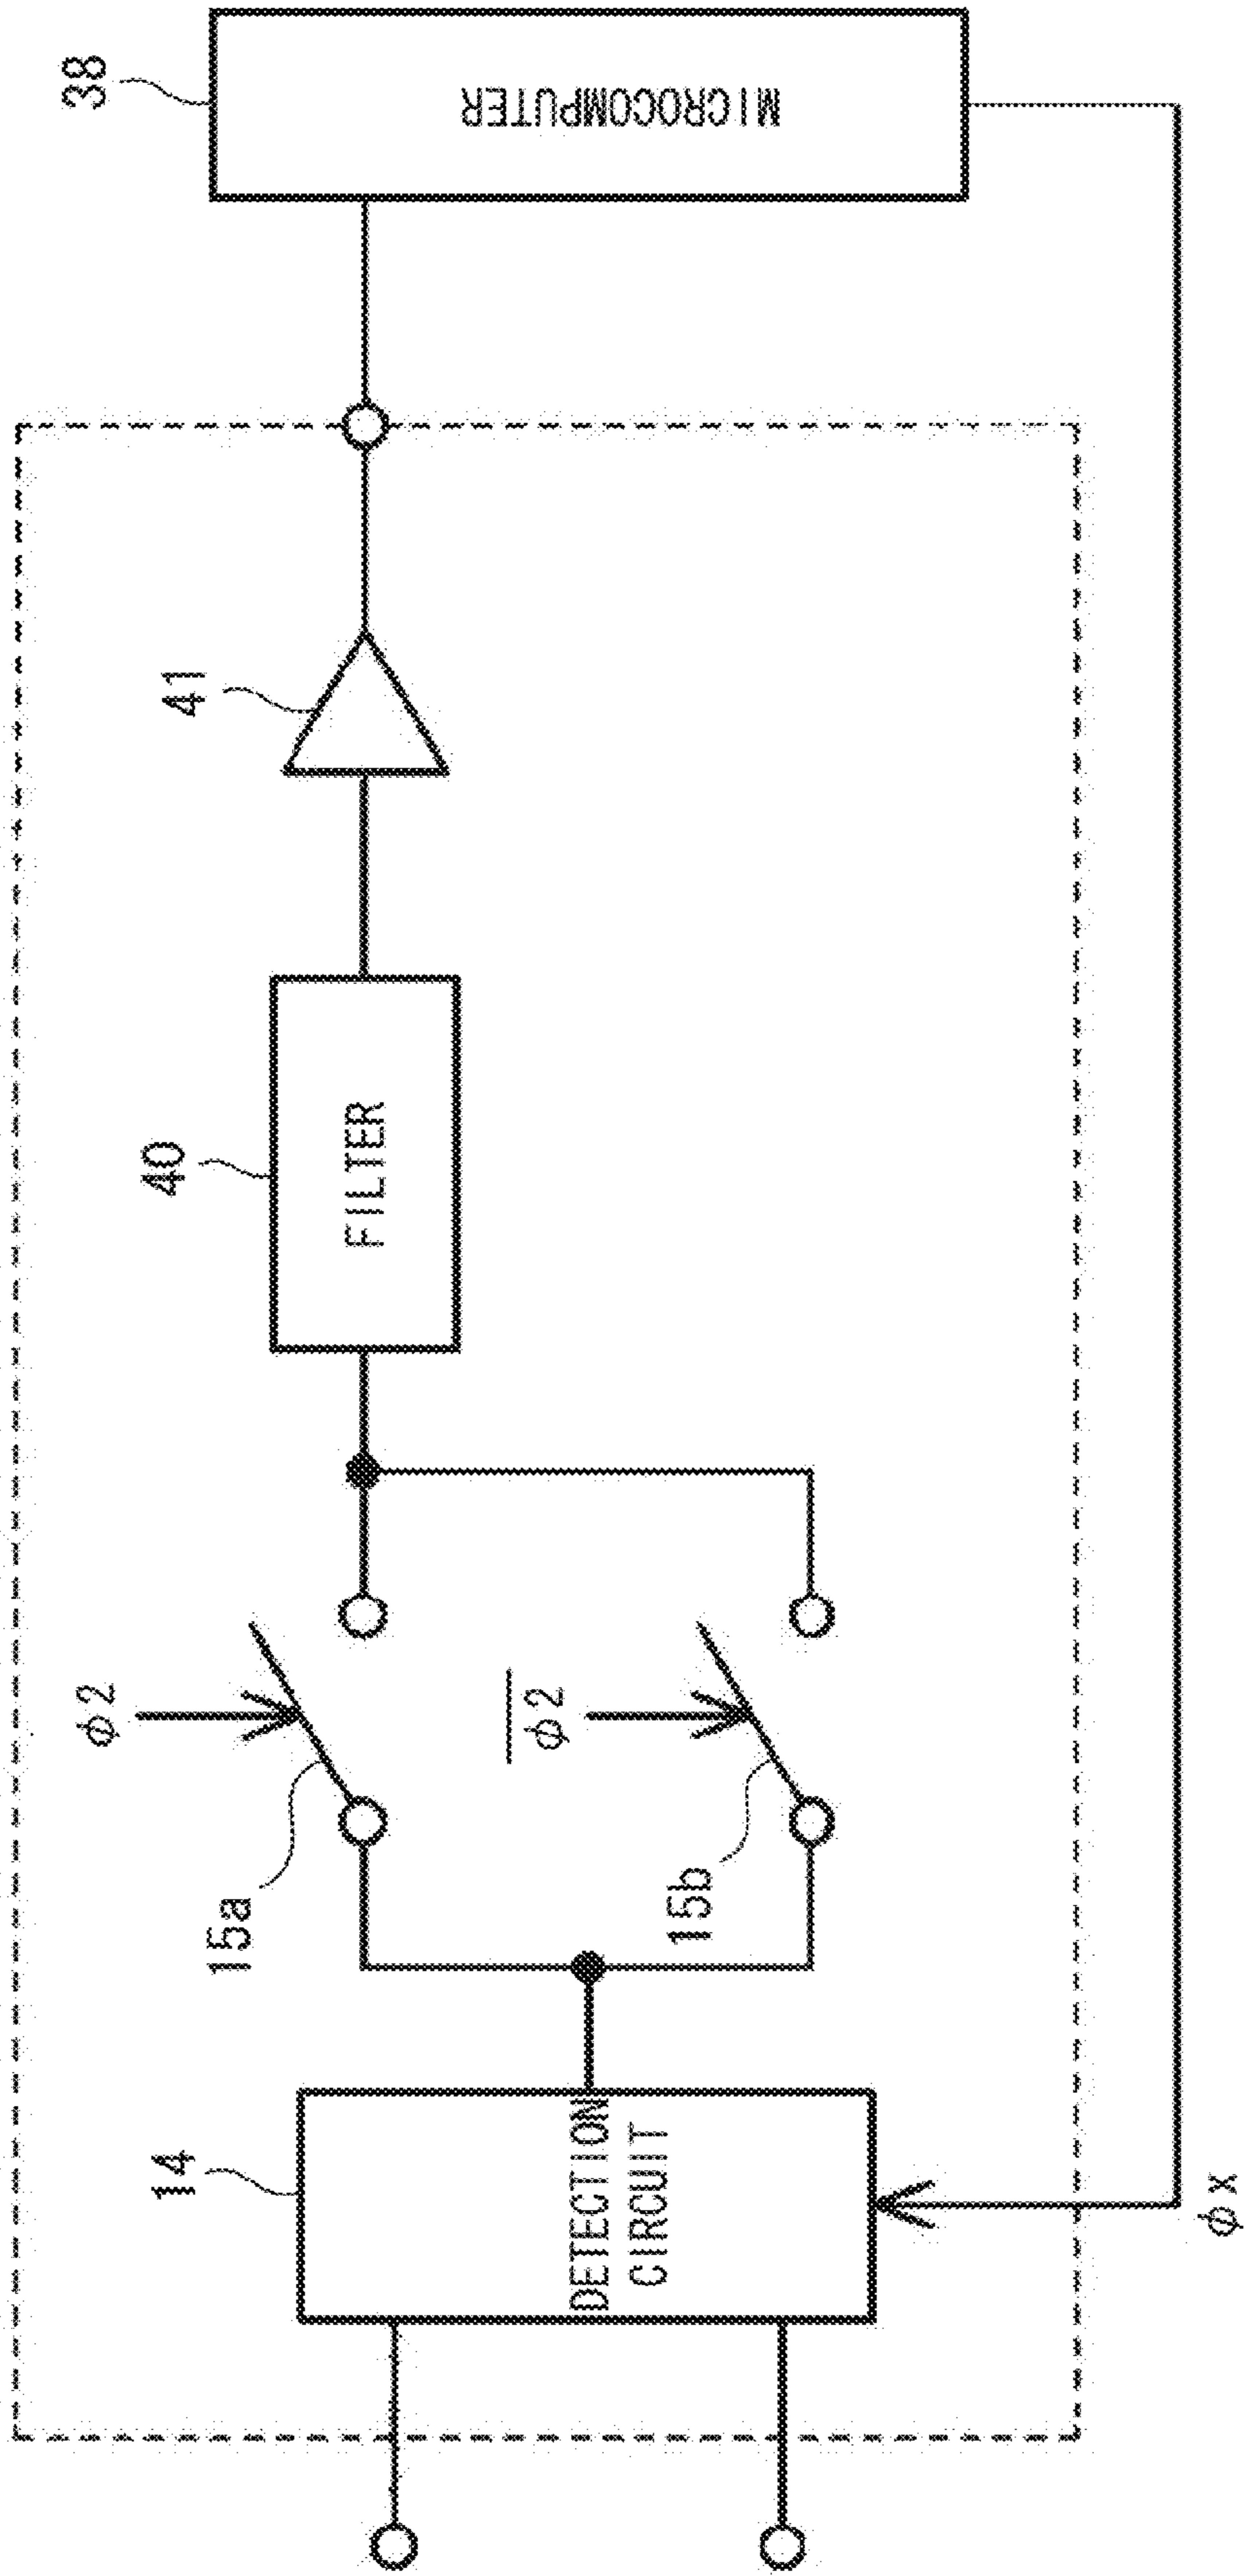 14
DETECTION
CIRCUIT
15a
φ2
15b
φ2̅
40
FILTER
41
38
MICROCOMPUTER
φx